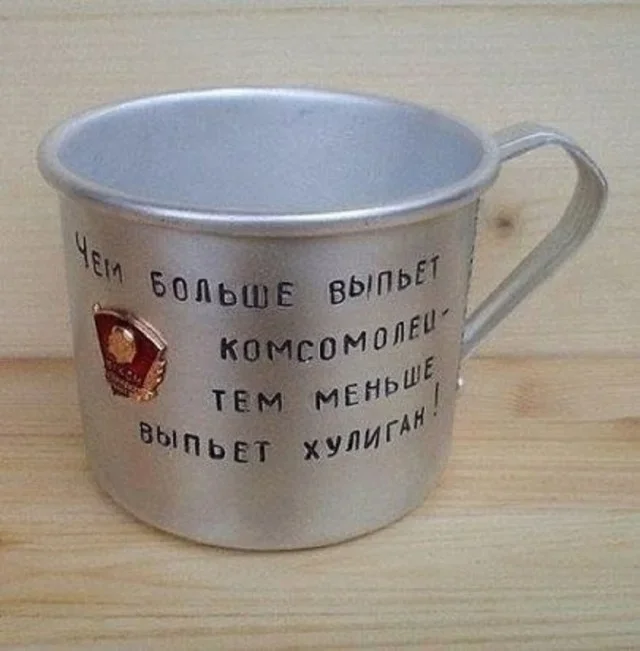 Чем больше выпьет
комсомолец-
тем меньше
выпьет хулиган!